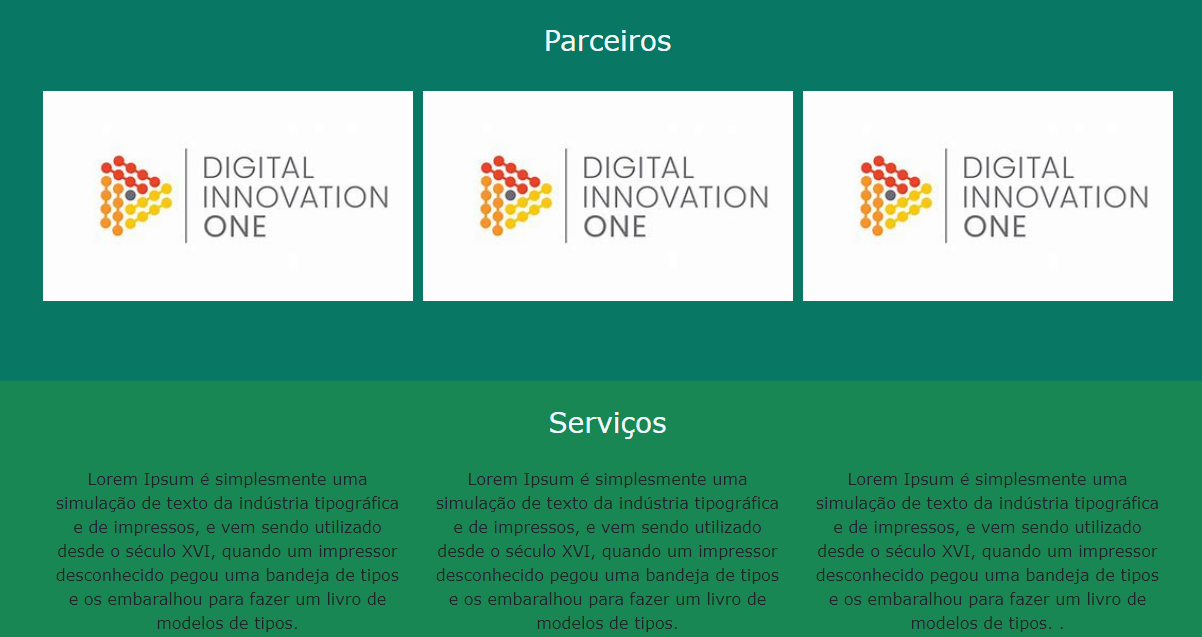 Parceiros
DIGITAL
INNOVATION
ONE
DIGITAL
INNOVATION
ONE
DIGITAL
INNOVATION
ONE
Serviços
Lorem Ipsum é simplesmente uma
simulação de texto da indústria tipográfica
e de impressos, e vem sendo utilizado
desde o século XVI, quando um impressor
desconhecido pegou uma bandeja de tipos
e os embaralhou para fazer um livro de
modelos de tipos.
Lorem Ipsum é simplesmente uma
simulação de texto da indústria tipográfica
e de impressos, e vem sendo utilizado
desde o século XVI, quando um impressor
desconhecido pegou uma bandeja de tipos
e os embaralhou para fazer um livro de
modelos de tipos.
Lorem Ipsum é simplesmente uma
simulação de texto da indústria tipográfica
e de impressos, e vem sendo utilizado
desde o século XVI, quando um impressor
desconhecido pegou uma bandeja de tipos
e os embaralhou para fazer um livro de
modelos de tipos. .